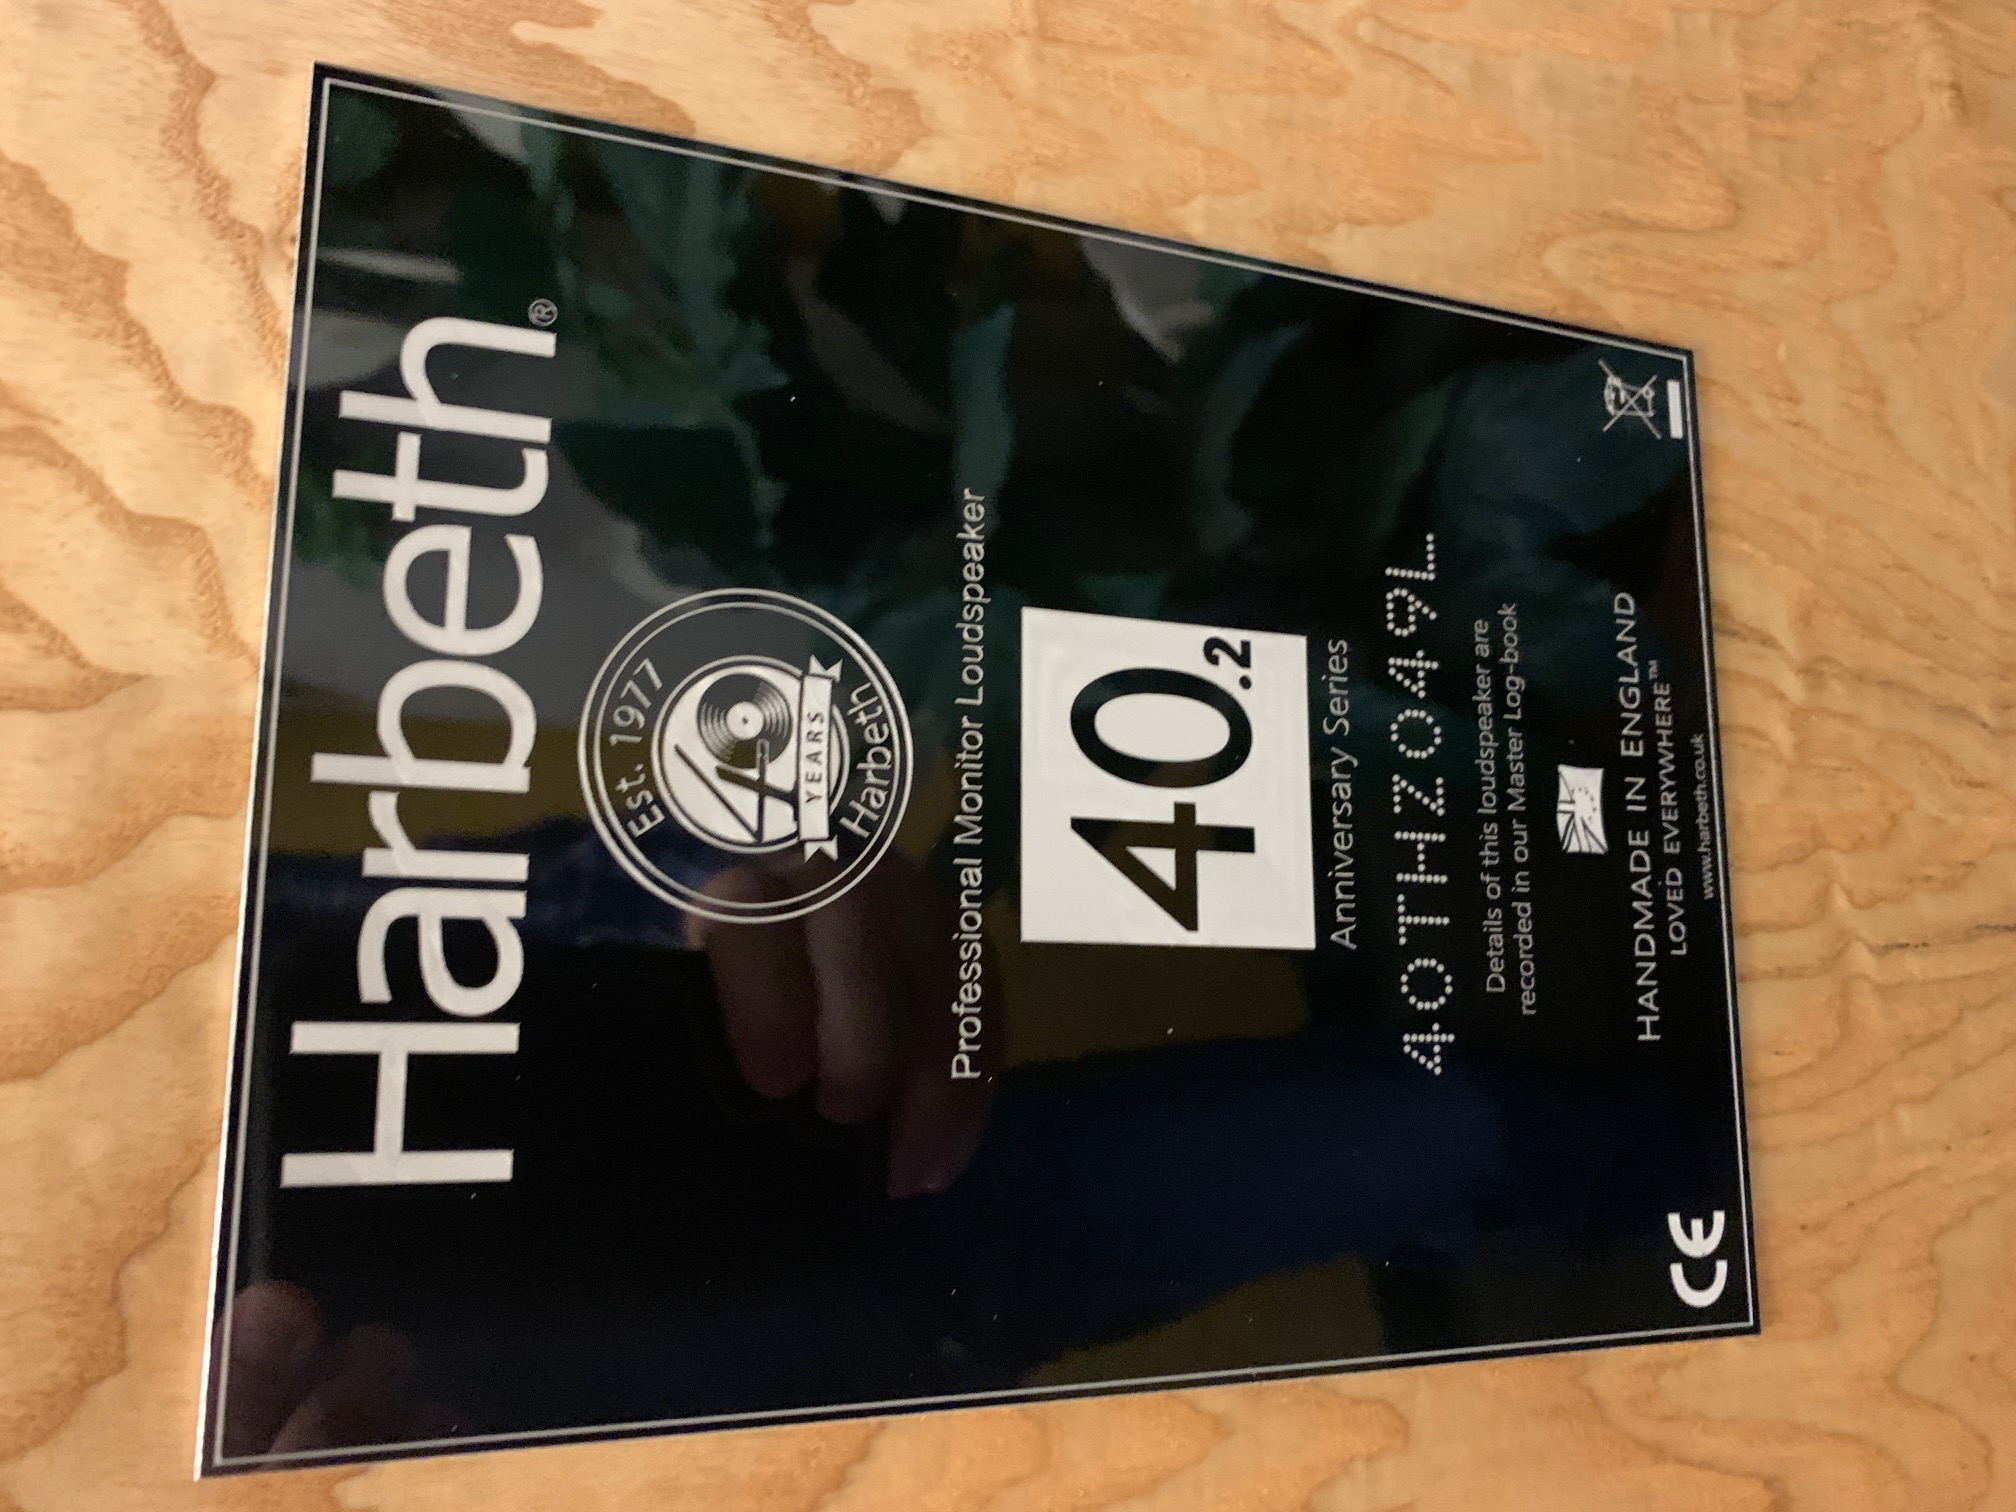 Harbeth®
Est. 1977
40
YEARS
Harbeth
Professional Monitor Loudspeaker
40.2
Anniversary Series
40THZ049L
Details of this loudspeaker are
recorded in our Master Log-book
HANDMADE IN ENGLAND
LOVED EVERYWHERE™
www.harbeth.co.uk
CE